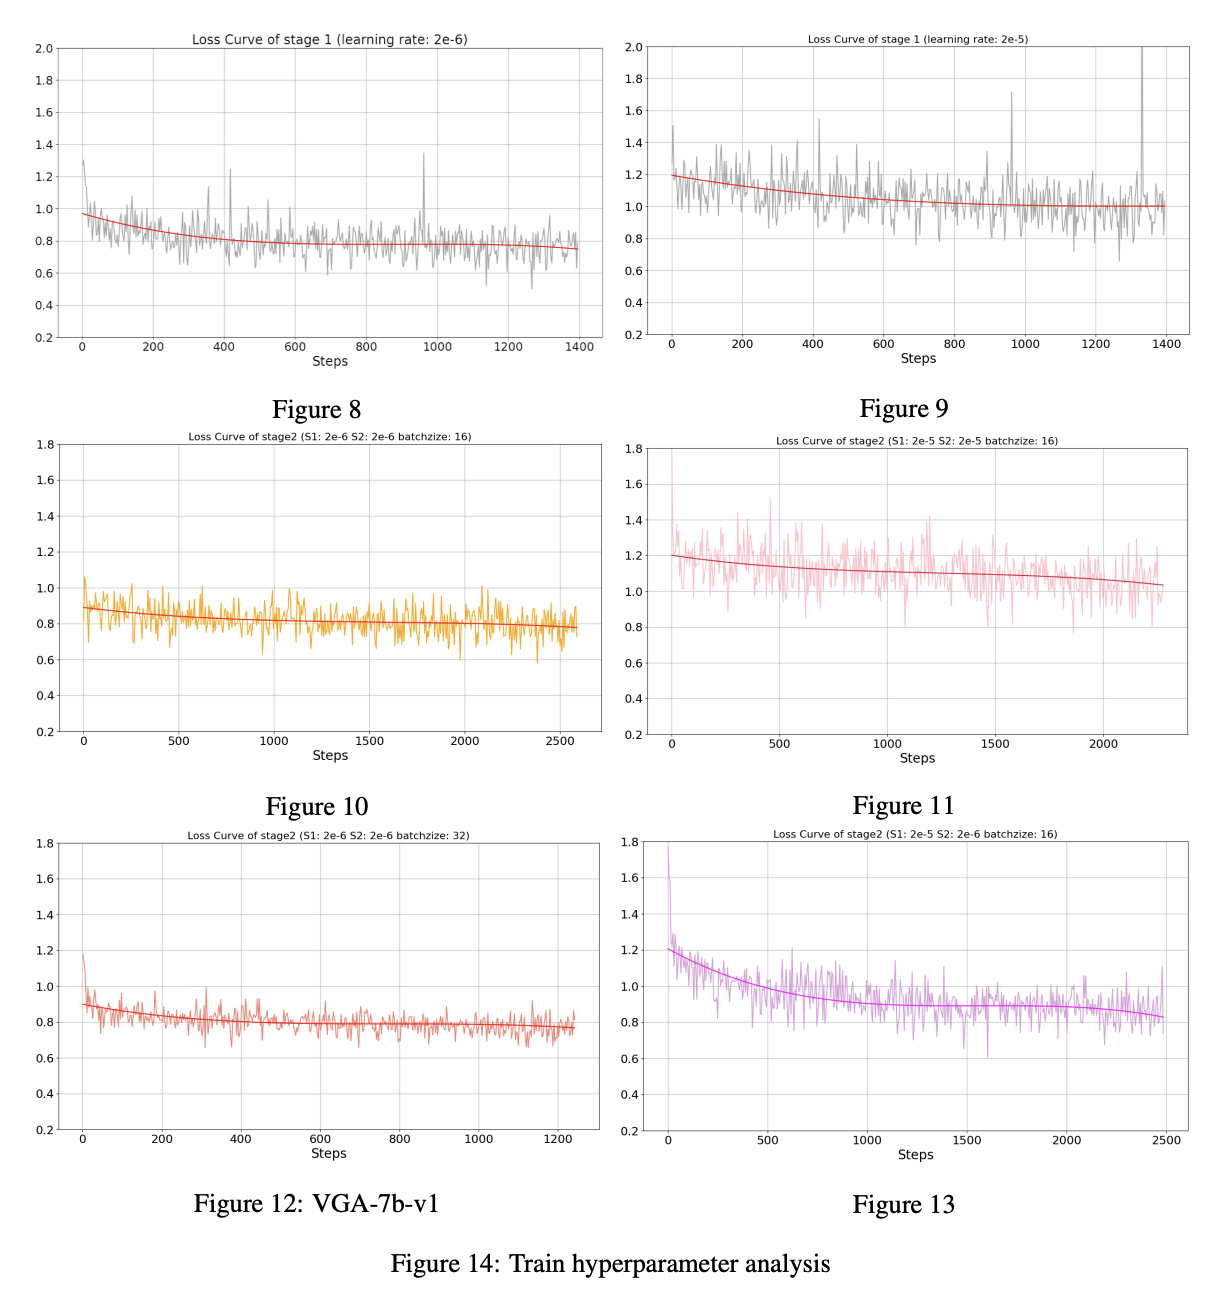 Loss Curve of stage 1 (learning rate: 2e-6)
2.0
1.8
1.6
1.4
1.2
1.0
0.8
0.6
0.4
0.2
0 200 400 600 800 1000 1200 1400
Steps
Figure 8
Loss Curve of stage 1 (learning rate: 2e-5)
2.0
1.8
1.6
1.4
1.2
1.0
0.8
0.6
0.4
0.2
0 200 400 600 800 1000 1200 1400
Steps
Figure 9
Loss Curve of stage2 (S1: 2e-6 S2: 2e-6 batchzize: 16)
1.8
1.6
1.4
1.2
1.0
0.8
0.6
0.4
0.2
0 500 1000 1500 2000 2500
Steps
Figure 10
Loss Curve of stage2 (S1: 2e-5 S2: 2e-5 batchzize: 16)
1.8
1.6
1.4
1.2
1.0
0.8
0.6
0.4
0.2
0 500 1000 1500 2000
Steps
Figure 11
Loss Curve of stage2 (S1: 2e-6 S2: 2e-6 batchzize: 32)
1.8
1.6
1.4
1.2
1.0
0.8
0.6
0.4
0.2
0 200 400 600 800 1000 1200
Steps
Figure 12: VGA-7b-v1
Loss Curve of stage2 (S1: 2e-5 S2: 2e-6 batchzize: 16)
1.8
1.6
1.4
1.2
1.0
0.8
0.6
0.4
0.2
0 500 1000 1500 2000 2500
Steps
Figure 13
Figure 14: Train hyperparameter analysis